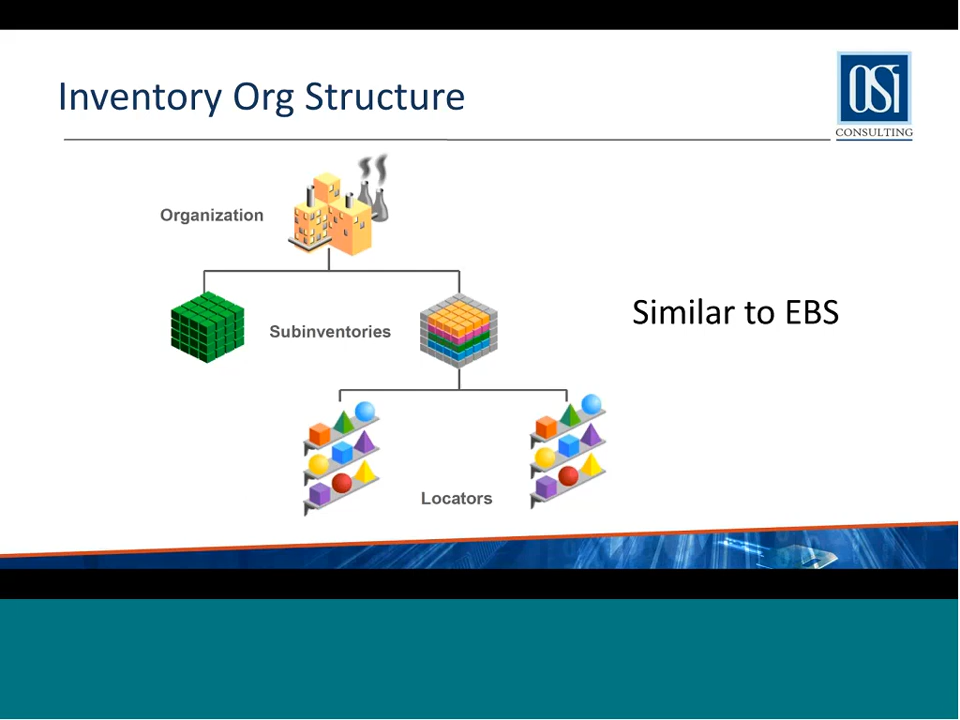 Inventory Org Structure
OSi
CONSULTING
Organization
Subinventories
Similar to EBS
Locators